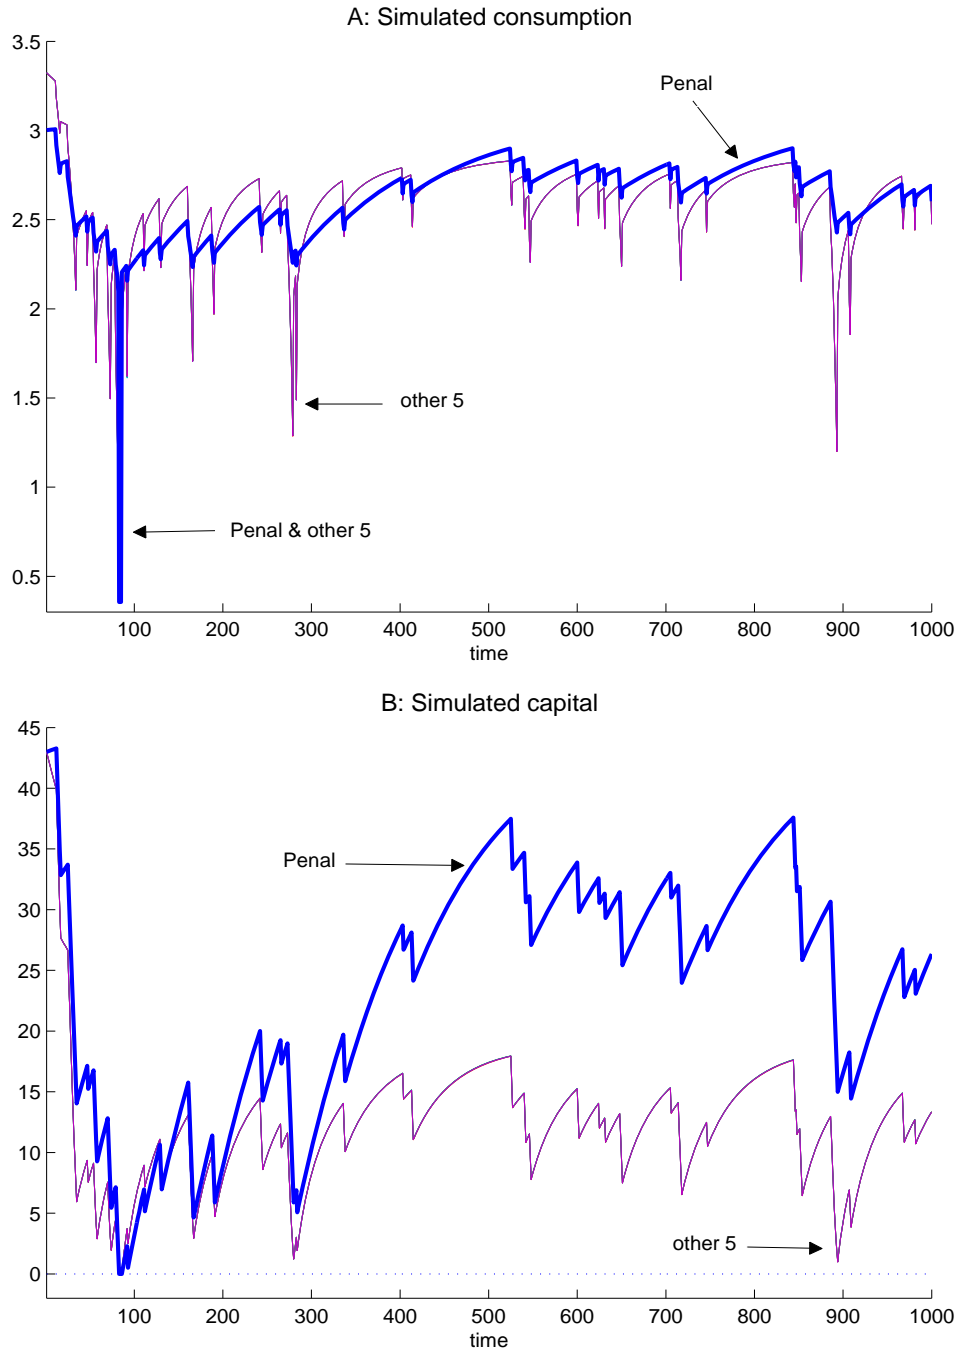 A: Simulated consumption
3.5
3
2.5
2
1.5
1
0.5
Penal
other 5
Penal & other 5
100 200 300 400 500 600 700 800 900 1000
time
B: Simulated capital
45
40
35
30
25
20
15
10
5
0
Penal
other 5
100 200 300 400 500 600 700 800 900 1000
time